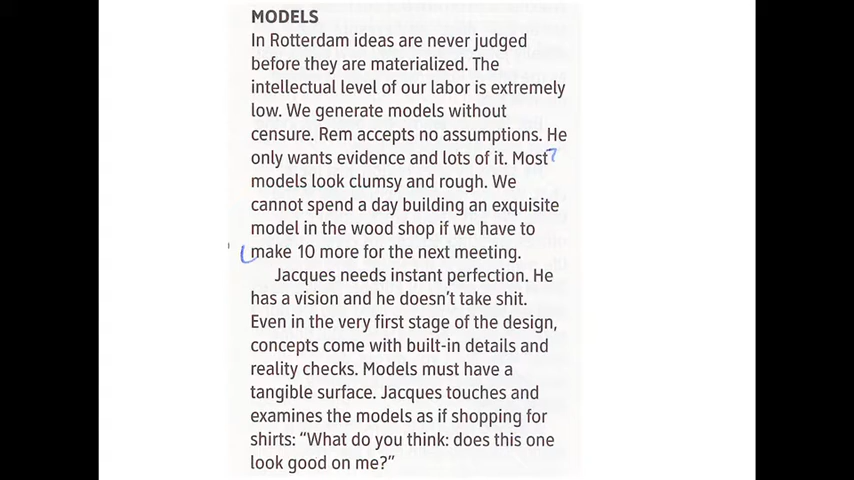 MODELS
In Rotterdam ideas are never judged
before they are materialized. The
intellectual level of our labor is extremely
low. We generate models without
censure. Rem accepts no assumptions. He
only wants evidence and lots of it. Most
models look clumsy and rough. We
cannot spend a day building an exquisite
model in the wood shop if we have to
make 10 more for the next meeting.
Jacques needs instant perfection. He
has a vision and he doesn’t take shit.
Even in the very first stage of the design,
concepts come with built-in details and
reality checks. Models must have a
tangible surface. Jacques touches and
examines the models as if shopping for
shirts: “What do you think: does this one
look good on me?”